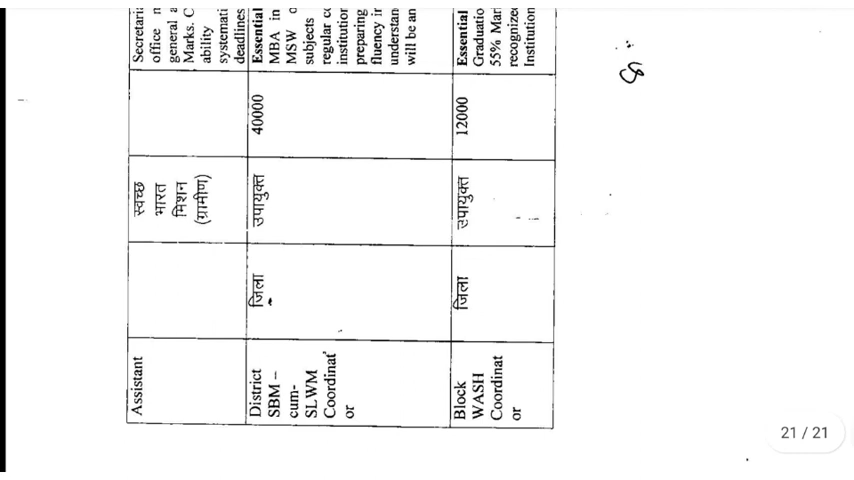 Assistant
स्वच्छ
भारत
मिशन
(ग्रामीण)
Secretari
office
general
Marks. C
ability
systemati
deadlines
District
SBM –
cum-
SLWM
Coordinat
or
जिला
उपायुक्त
40000
Essential
MBA in
MSW
subjects
regular
institution
preparing
fluency in
understan
will be an
Block
WASH
Coordinat
or
जिला
उपायुक्त
12000
Essential
Graduatio
55% Mar
recognize
Institution
21 / 21